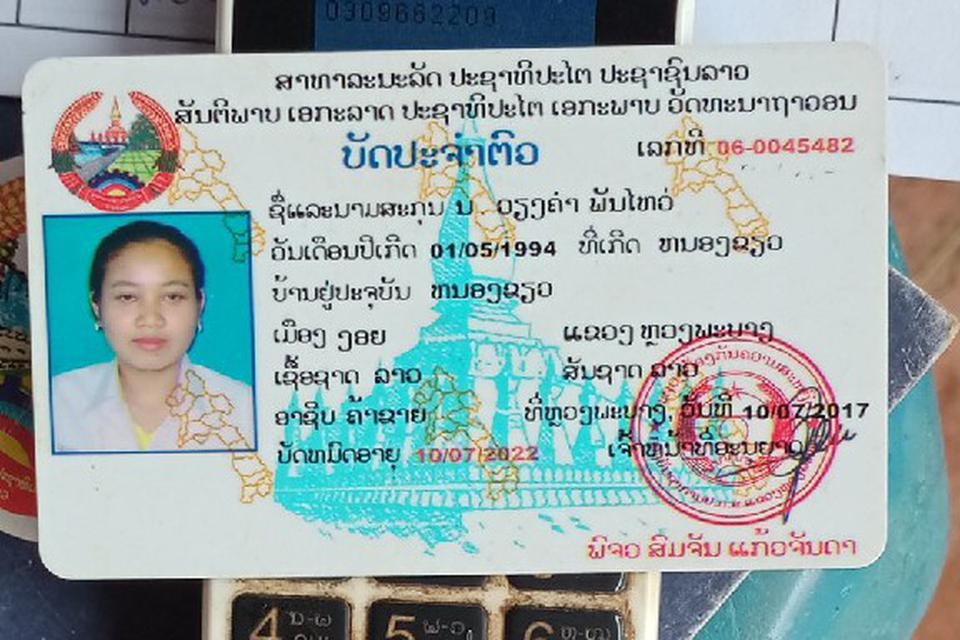 0309662209
ສາທາລະນະລັດ ປະຊາທິປະໄຕ ປະຊາຊົນລາວ
ສັນຕິພາບ ເອກະລາດ ປະຊາທິປະໄຕ ເອກະພາບ ວັດທະນາຖາວອນ
ບັດປະຈຳຕົວ
ເລກທີ 06-0045482
ຊື່ແລະນາມສະກຸນ ນ. ວຽງຄຳ ພັນໄຫວ່
ວັນເດືອນປີເກີດ 01/05/1994 ທີ່ເກີດ ຫນອງຂຽວ
ບ້ານຢູ່ປະຈຸບັນ ຫນອງຂຽວ
ເມືອງ ງອຍ ແຂວງ ຫຼວງພະບາງ
ເຊື້ອຊາດ ລາວ ສັນຊາດ ລາວ
ອາຊີບ ຄ້າຂາຍ ທີ່ຫຼວງພະບາງ, ວັນທີ 10/07/2017
ບັດຫມົດອາຍຸ 10/07/2022 ເຈົ້າຫນ້າທີ່ອະນຸຍາດ
ພົຈວ ສົມຈັນ ແກ້ວຈັນດາ
4 5 6